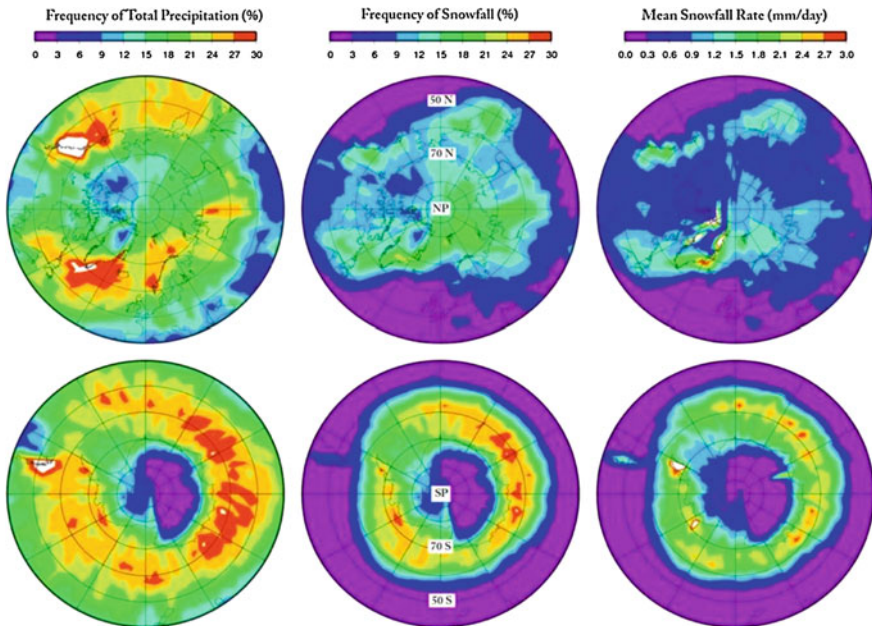 Frequency of Total Precipitation (%)
0 3 6 9 12 15 18 21 24 27 30
Frequency of Snowfall (%)
0 3 6 9 12 15 18 21 24 27 30
Mean Snowfall Rate (mm/day)
0.0 0.3 0.6 0.9 1.2 1.5 1.8 2.1 2.4 2.7 3.0
50 N
70 N
NP
SP
70 S
50 S